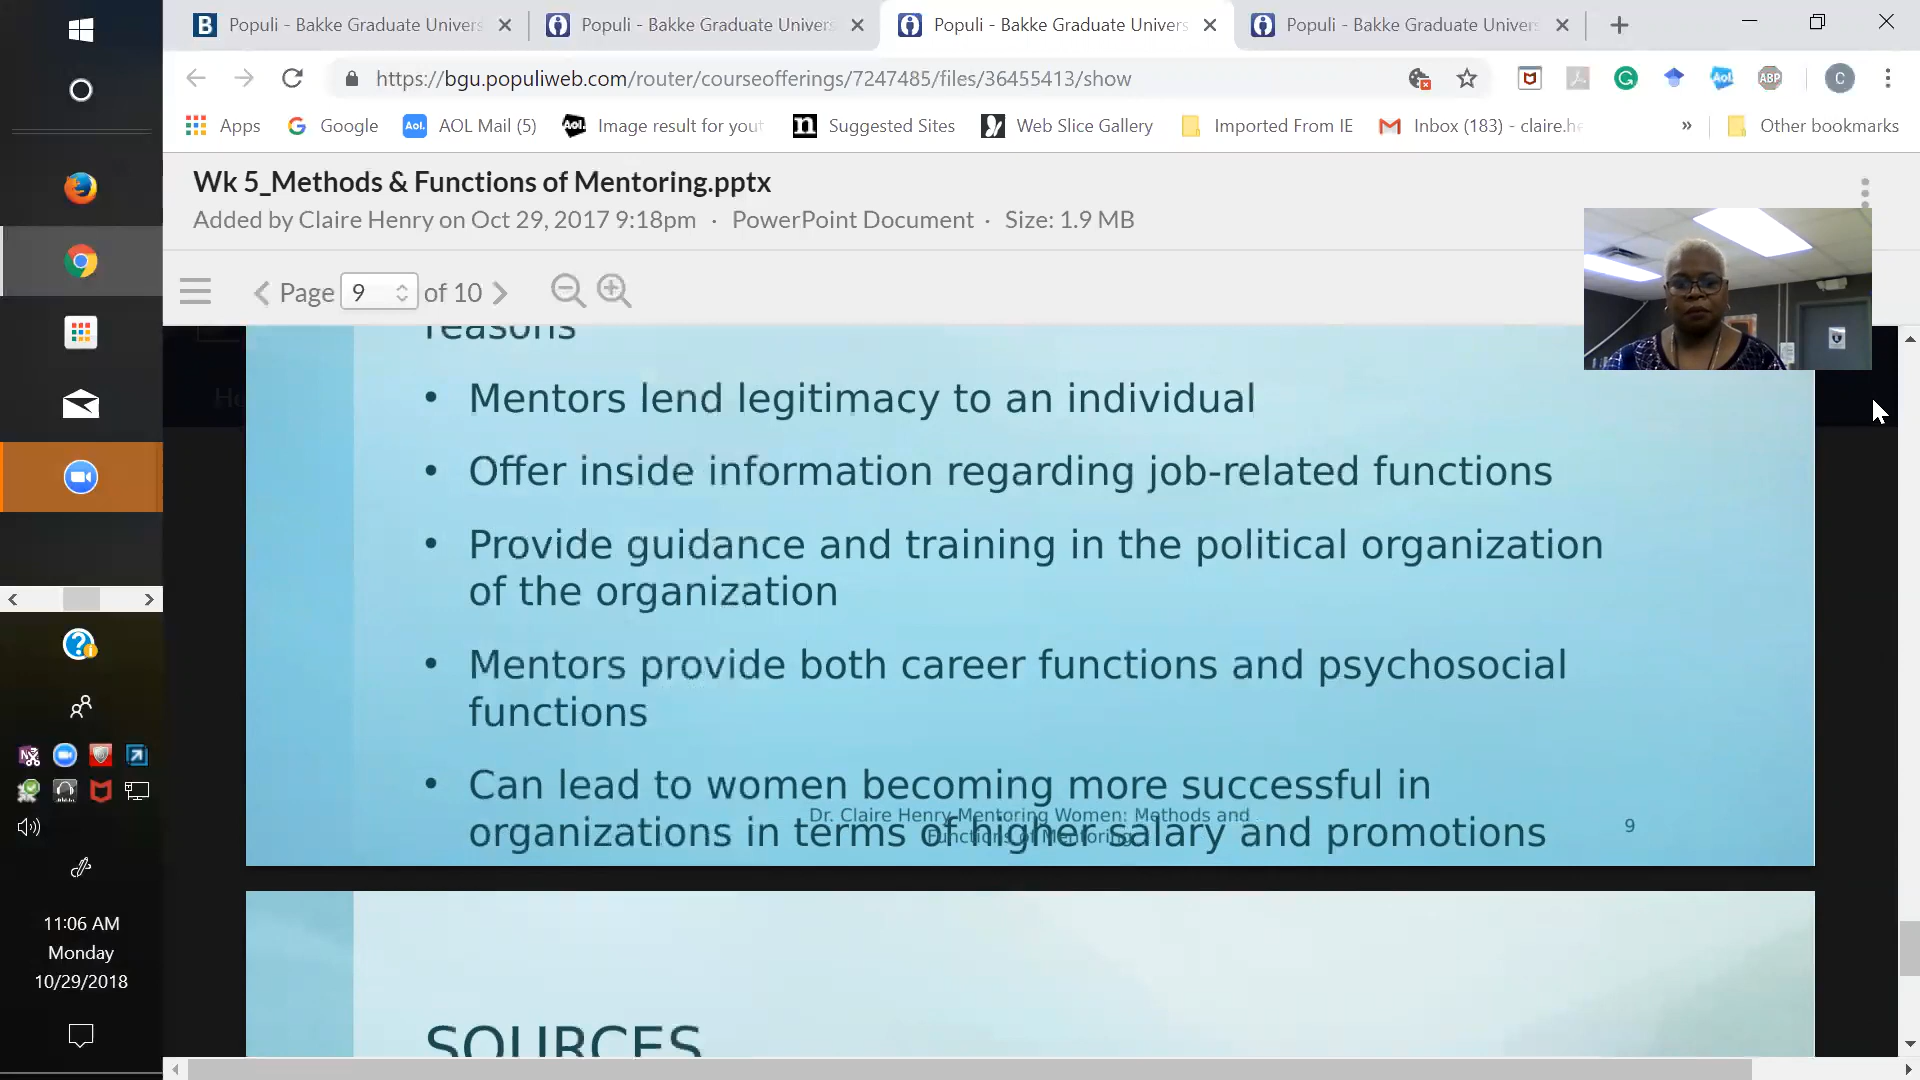 Populi - Bakke Graduate Univers
Populi - Bakke Graduate Univers
Populi - Bakke Graduate Univers
Populi - Bakke Graduate Univers
https://bgu.populiweb.com/router/courseofferings/7247485/files/36455413/show
Apps
Google
AOL Mail (5)
Image result for yout
Suggested Sites
Web Slice Gallery
Imported From IE
Inbox (183) - claire.he
»
Other bookmarks
Wk 5_Methods & Functions of Mentoring.pptx
Added by Claire Henry on Oct 29, 2017 9:18pm · PowerPoint Document · Size: 1.9 MB
Page 9 of 10
reasons
• Mentors lend legitimacy to an individual
• Offer inside information regarding job-related functions
• Provide guidance and training in the political organization
of the organization
• Mentors provide both career functions and psychosocial
functions
• Can lead to women becoming more successful in
organizations in terms of higher salary and promotions
Dr. Claire Henry Mentoring Women: Methods and
Functions of Mentoring
9
SOURCES
11:06 AM
Monday
10/29/2018